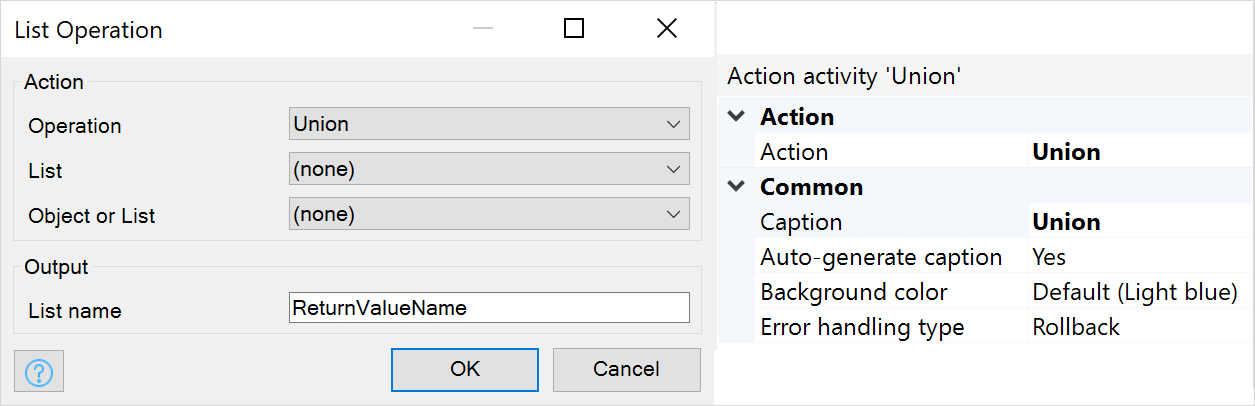 List Operation
Action
Operation Union
List (none)
Object or List (none)
Output
List name ReturnValueName
OK Cancel
Action activity 'Union'
Action
Action Union
Common
Caption Union
Auto-generate caption Yes
Background color Default (Light blue)
Error handling type Rollback